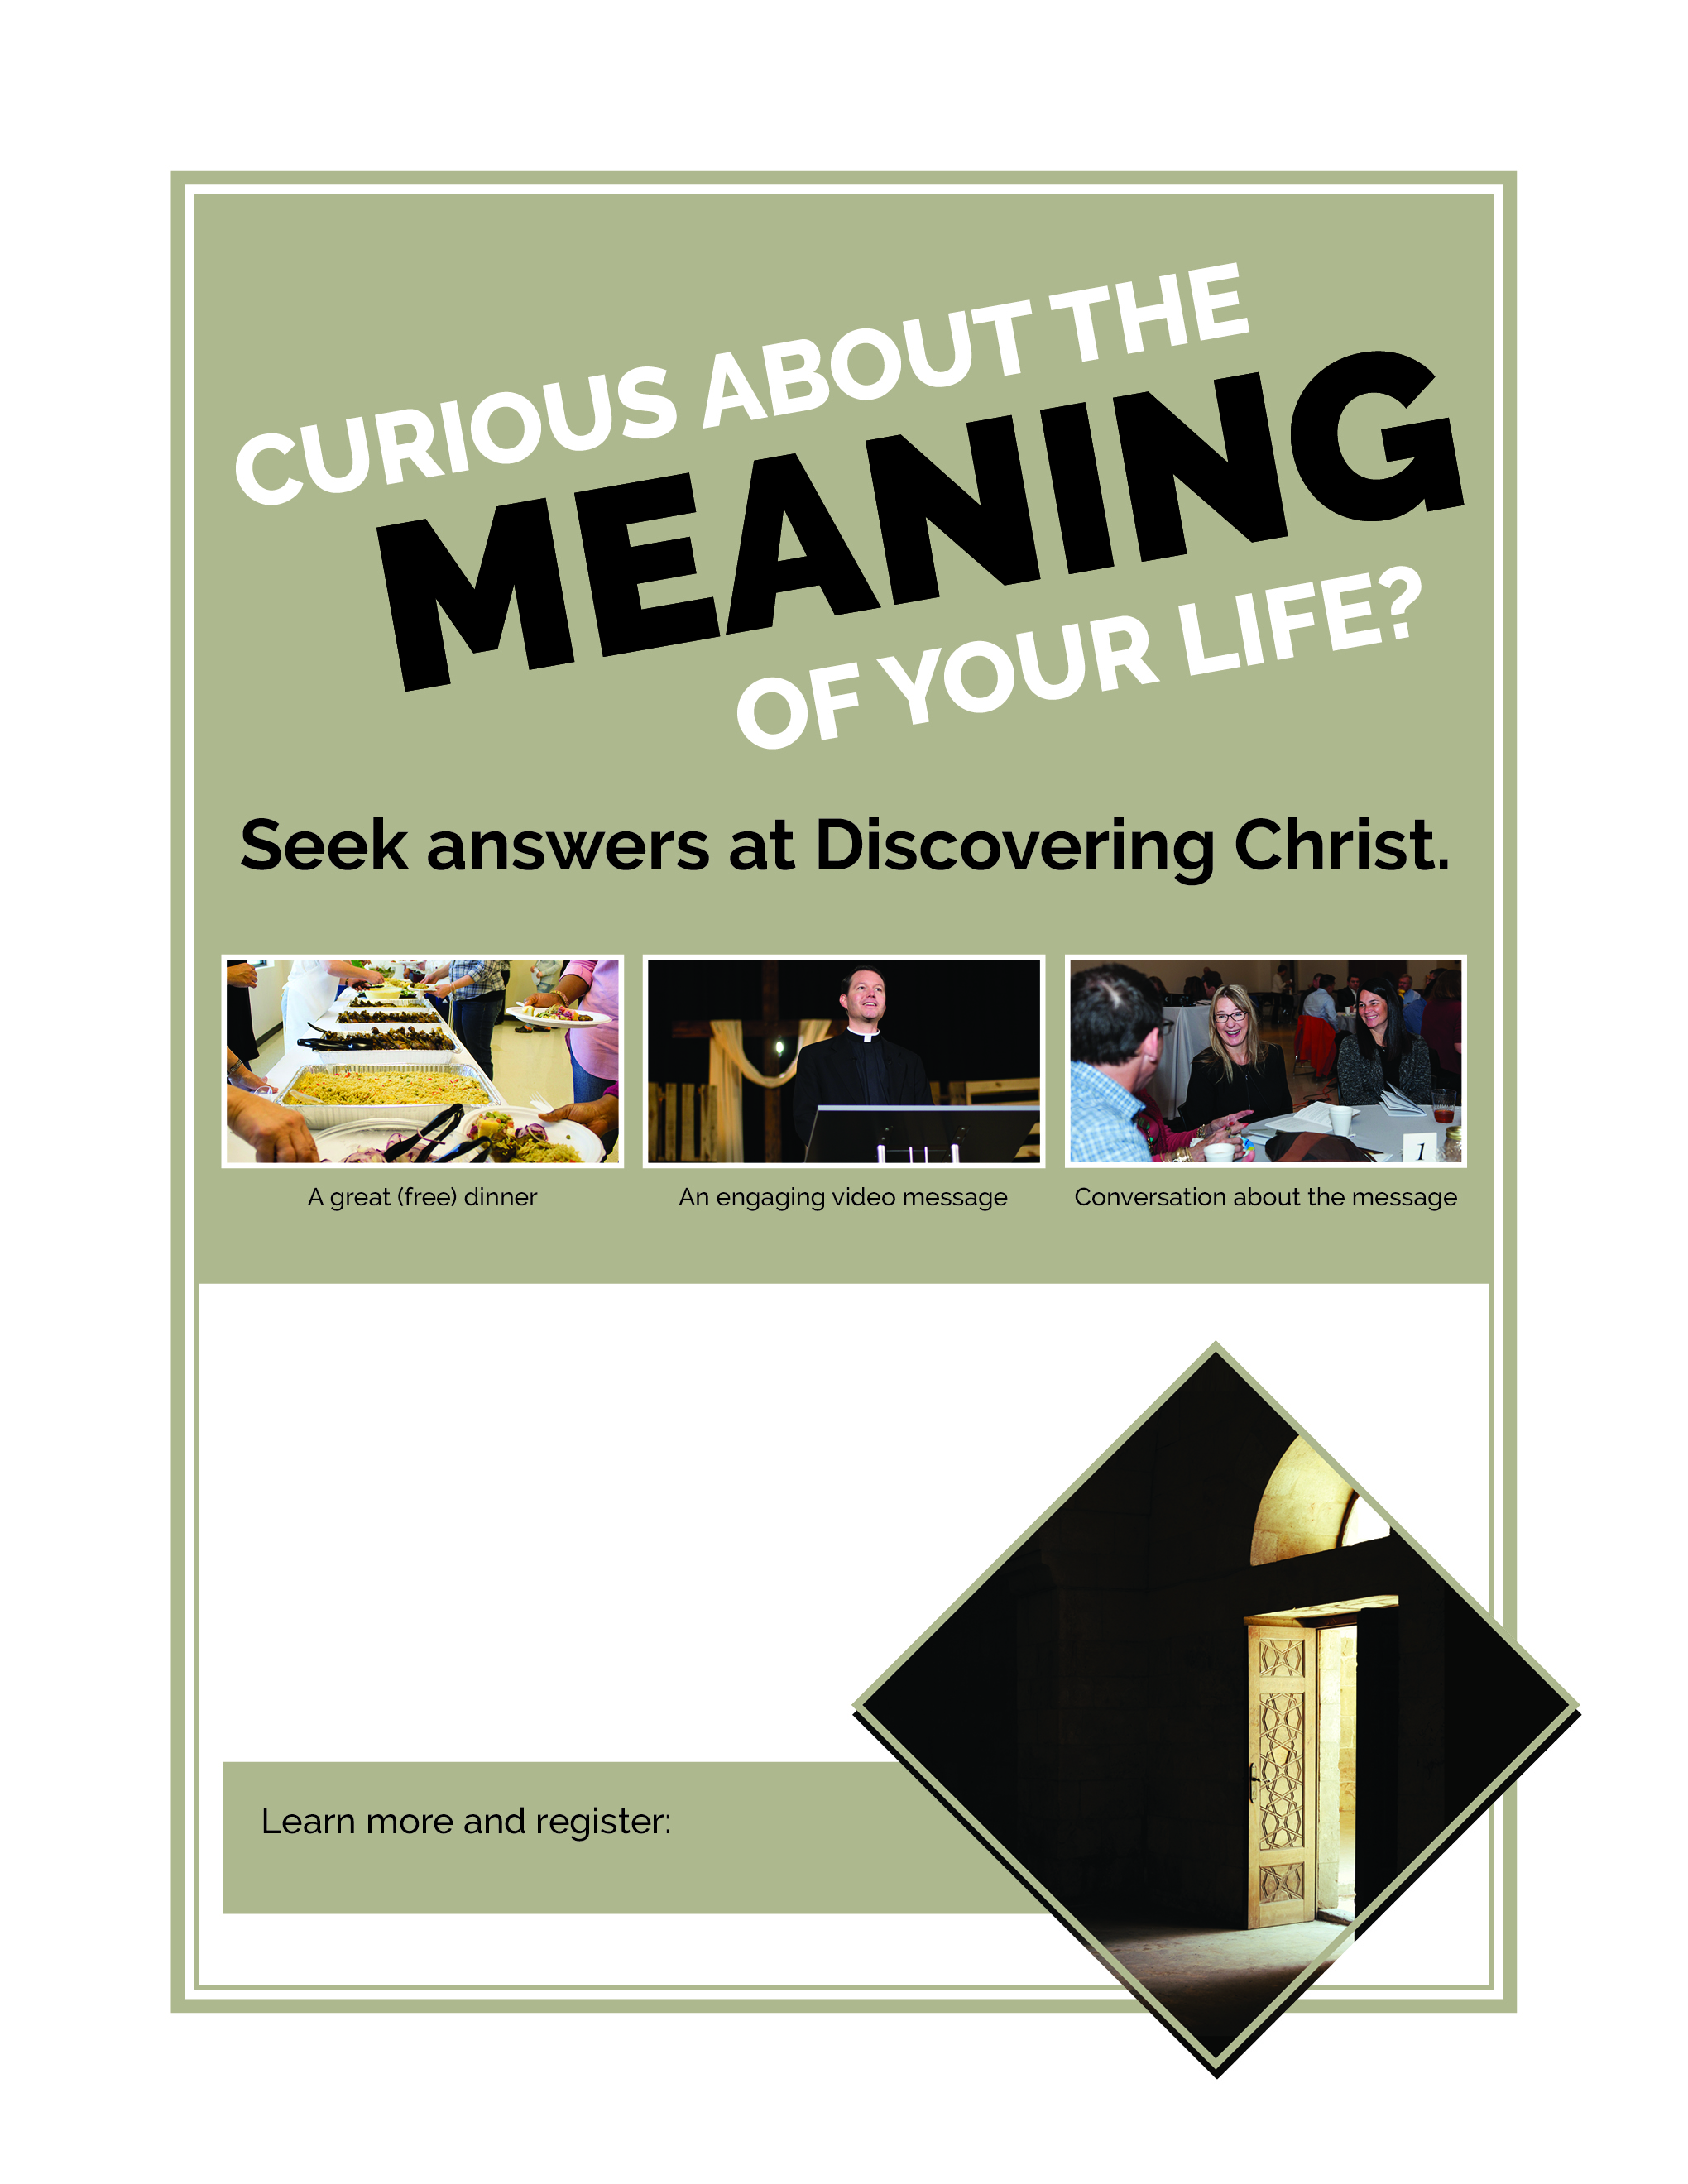 CURIOUS ABOUT THE
MEANING
OF YOUR LIFE?
Seek answers at Discovering Christ.
1
A great (free) dinner
An engaging video message
Conversation about the message
Learn more and register: